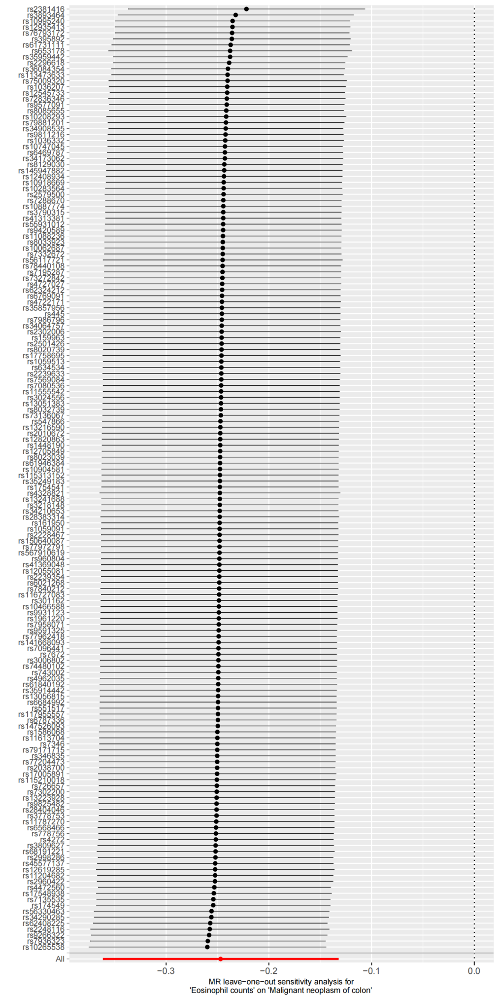 rs2381416
rs3893464
rs10995240
rs12935413
rs76793172
rs395892
rs61731111
rs653178
rs35959442
rs2296618
rs36084354
rs113473633
rs75009320
rs1036207
rs12545733
rs72836346
rs9577091
rs8085655
rs10208293
rs79881201
rs34908535
rs9811216
rs1036332
rs10747045
rs6469787
rs34173062
rs8129030
rs145947882
rs12408934
rs10918669
rs10283564
rs2579500
rs7288670
rs10887774
rs3790315
rs41313381
rs55931012
rs9420589
rs11088236
rs8033923
rs10062687
rs7332672
rs56117721
rs78440108
rs7195287
rs73272842
rs4727027
rs62324212
rs6769091
rs4722171
rs35857956
rs445
rs7986796
rs34064757
rs2302006
rs159963
rs2501426
rs8020739
rs17758695
rs1059513
rs634534
rs2239633
rs7569084
rs7080536
rs11555542
rs3024556
rs13051383
rs8032739
rs73136067
rs547866
rs13216590
rs2010672
rs12820863
rs1448190
rs12705849
rs8023039
rs61946384
rs10904581
rs115313152
rs35249183
rs1754541
rs4328821
rs13241688
rs3218148
rs34210653
rs28383314
rs161950
rs1059091
rs2228467
rs150640087
rs77972791
rs567910619
rs960804
rs41369048
rs12055081
rs2239354
rs6021268
rs7840212
rs116727083
rs301162
rs10466588
rs9931123
rs1961220
rs7958071
rs9591325
rs77962418
rs141668093
rs7096441
rs7672
rs3006802
rs74480102
rs743002
rs4962035
rs61840192
rs35914442
rs13056815
rs6684992
rs551517
rs117955557
rs6787336
rs147526093
rs1586068
rs11613704
rs7346
rs79171715
rs346835
rs77204473
rs2038700
rs17005891
rs115210018
rs726657
rs7302200
rs13223928
rs9825482
rs28404046
rs3778753
rs11787270
rs6568466
rs778756
rs4272
rs3809627
rs68191221
rs2998286
rs45577137
rs12619285
rs11204682
rs2960422
rs4472560
rs17548938
rs7135535
rs174549
rs56330463
rs34290285
rs62408225
rs2248116
rs9266322
rs7936323
rs10265538
All
−0.3 −0.2 −0.1 0.0
MR leave−one−out sensitivity analysis for
'Eosinophil counts' on 'Malignant neoplasm of colon'